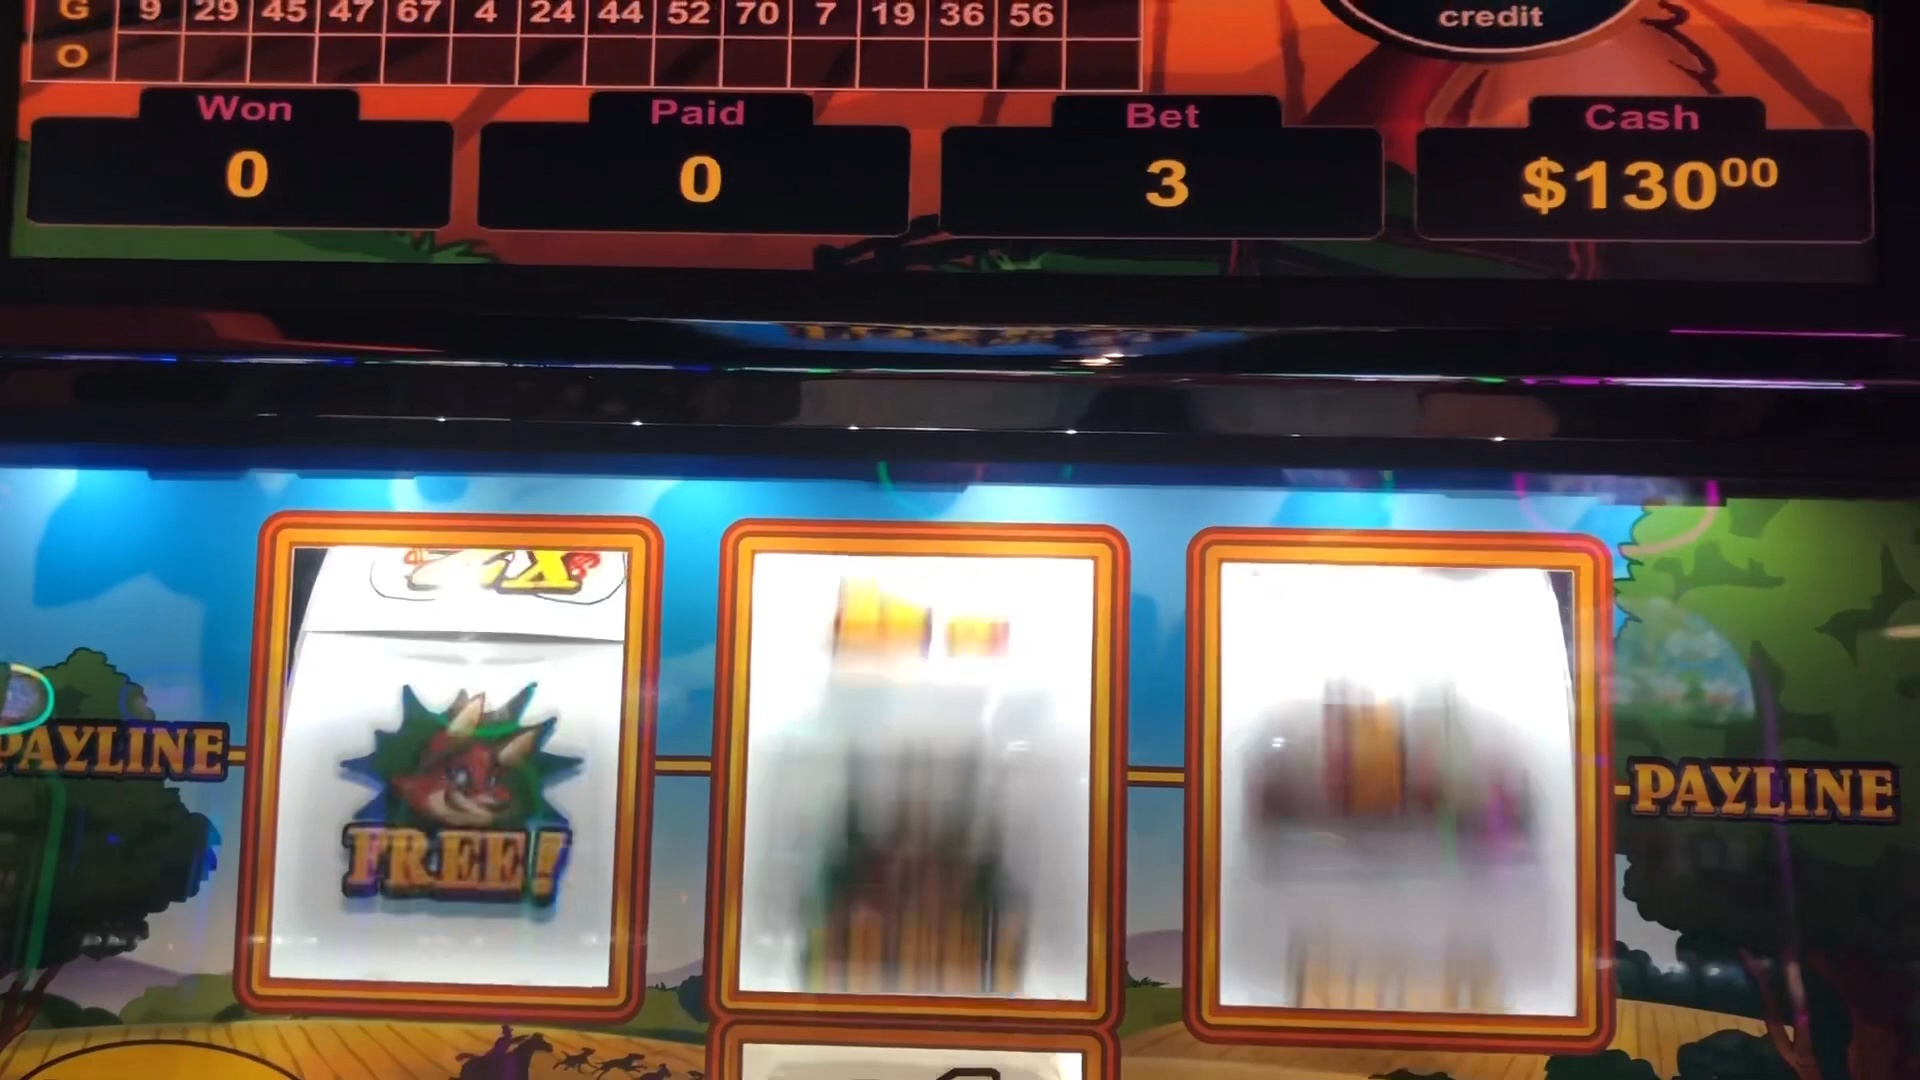 G 9 29 45 47 67 4 24 44 52 70 7 19 36 56
O
credit
Won Paid Bet Cash
0 0 3 $130⁰⁰
X
PAYLINE PAYLINE
FREE!